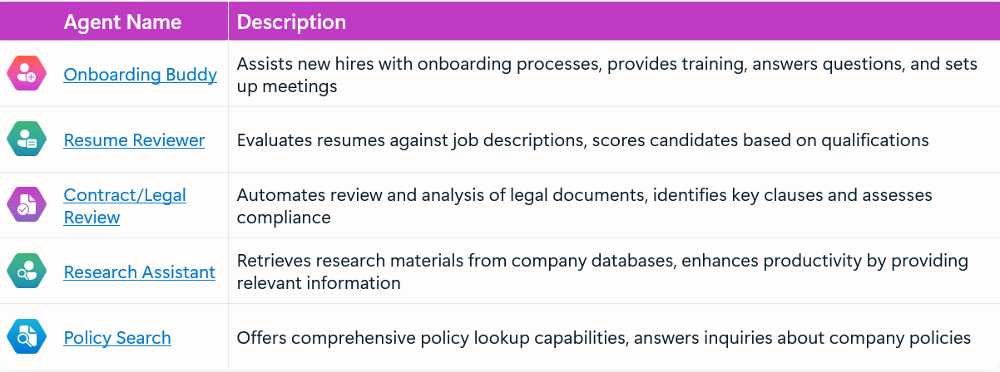 Agent Name Description
Onboarding Buddy
Assists new hires with onboarding processes, provides training, answers questions, and sets
up meetings
Resume Reviewer
Evaluates resumes against job descriptions, scores candidates based on qualifications
Contract/Legal
Review
Automates review and analysis of legal documents, identifies key clauses and assesses
compliance
Research Assistant
Retrieves research materials from company databases, enhances productivity by providing
relevant information
Policy Search
Offers comprehensive policy lookup capabilities, answers inquiries about company policies